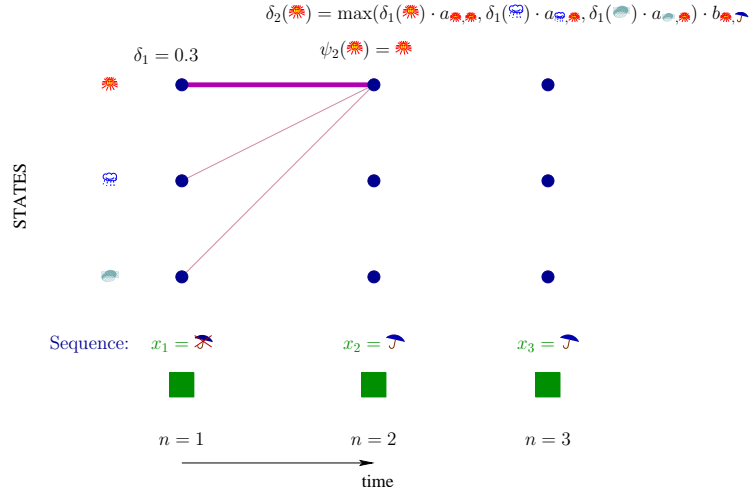 δ₂(☀) = max(δ₁(☀) · a☀,☀, δ₁(🌧) · a🌧,☀, δ₁(🌫) · a🌫,☀) · b☀,☂
ψ₂(☀) = ☀
δ₁ = 0.3
STATES
Sequence: x₁ = x₂ = x₃ =
n = 1 n = 2 n = 3
time